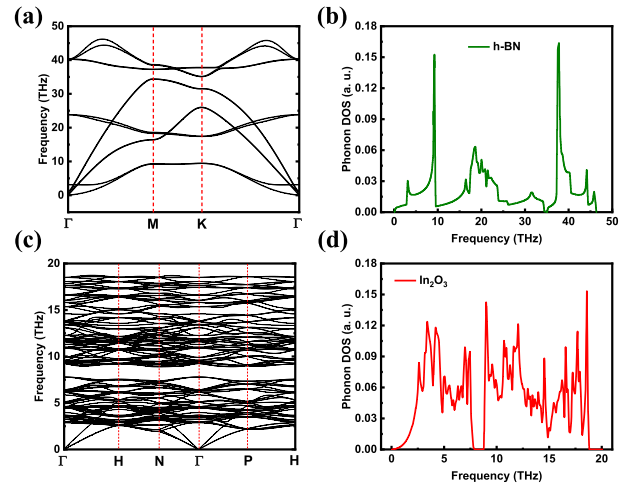 (a)
50
40
30
20
10
0
Frequency (THz)
Γ M K Γ
(b)
0.18
0.15
0.12
0.09
0.06
0.03
0.00
Phonon DOS (a. u.)
h-BN
0 10 20 30 40 50
Frequency (THz)
(c)
20
15
10
5
0
Frequency (THz)
Γ H N Γ P H
(d)
0.18
0.15
0.12
0.09
0.06
0.03
0.00
Phonon DOS (a. u.)
In₂O₃
0 5 10 15 20
Frequency (THz)